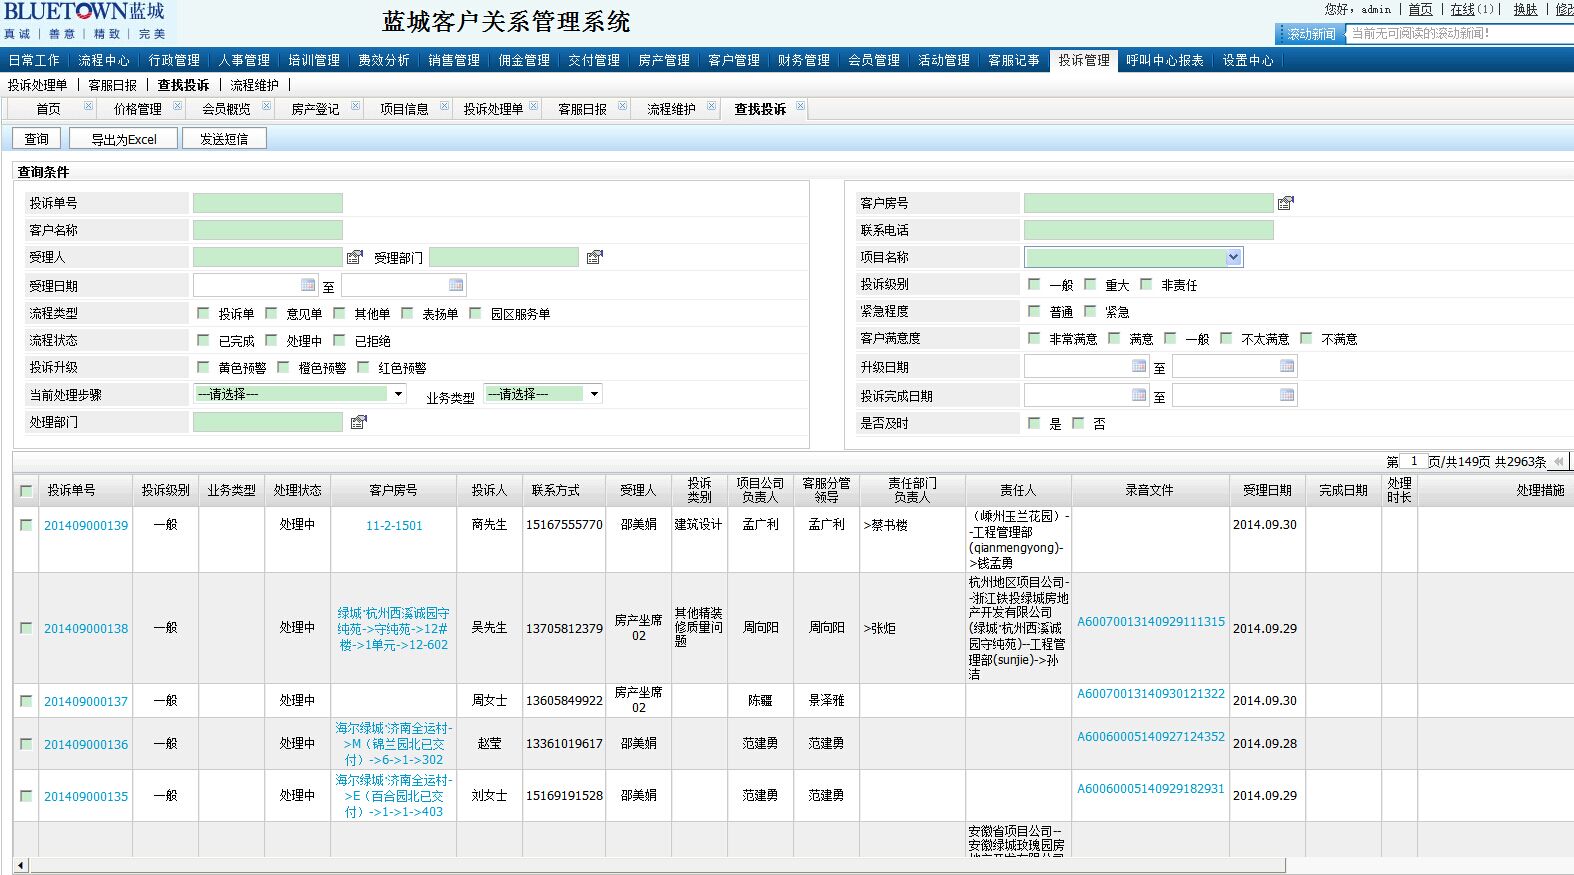 BLUETOWN蓝城
真诚 | 善意 | 精致 | 完美
蓝城客户关系管理系统
您好，admin | 首页 | 在线(1) | 换肤 |
滚动新闻 当前无可阅读的滚动新闻!
日常工作 流程中心 行政管理 人事管理 培训管理 费效分析 销售管理 佣金管理 交付管理 房产管理 客户管理 财务管理 会员管理 活动管理 客服记事 投诉管理 呼叫中心报表 设置中心
投诉处理单 | 客服日报 | 查找投诉 | 流程维护 |
首页 价格管理 会员概览 房产登记 项目信息 投诉处理单 客服日报 流程维护 查找投诉
查询 导出为Excel 发送短信
查询条件
投诉单号
客户名称
受理人 受理部门
受理日期 至
流程类型 投诉单 意见单 其他单 表扬单 园区服务单
流程状态 已完成 处理中 已拒绝
投诉升级 黄色预警 橙色预警 红色预警
当前处理步骤 ---请选择--- 业务类型 ---请选择---
处理部门
客户房号
联系电话
项目名称
投诉级别 一般 重大 非责任
紧急程度 普通 紧急
客户满意度 非常满意 满意 一般 不太满意 不满意
升级日期 至
投诉完成日期 至
是否及时 是 否
第 1 页/共149页 共2963条
投诉单号 投诉级别 业务类型 处理状态 客户房号 投诉人 联系方式 受理人 投诉类别 项目公司负责人 客服分管领导 责任部门负责人 责任人 录音文件 受理日期 完成日期 处理时长 处理措施
201409000139 一般 处理中 11-2-1501 商先生 15167555770 邵美娟 建筑设计 孟广利 孟广利 >蔡书楼
（嵊州玉兰花园）-
-工程管理部
(qianmengyong)-
>钱孟勇
2014.09.30
201409000138 一般 处理中
绿城·杭州西溪诚园守
纯苑->守纯苑->12#
楼->1单元->12-602
吴先生 13705812379
房产坐席
02
其他精装
修质量问
题
周向阳 周向阳 >张炬
杭州地区项目公司-
-浙江铁投绿城房地
产开发有限公司
(绿城·杭州西溪诚
园守纯苑)--工程管
理部(sunjie)->孙
洁
A60070013140929111315 2014.09.29
201409000137 一般 处理中 周女士 13605849922
房产坐席
02
陈疆 景泽雅 A60070013140930121322 2014.09.30
201409000136 一般 处理中
海尔绿城·济南全运村-
>M（锦兰园北已交
付）->6->1->302
赵莹 13361019617 邵美娟 范建勇 范建勇 A60060005140927124352 2014.09.28
201409000135 一般 处理中
海尔绿城·济南全运村-
>E（百合园北已交
付）->1->1->403
刘女士 15169191528 邵美娟 范建勇 范建勇 A60060005140929182931 2014.09.29
安徽省项目公司--
安徽绿城玫瑰园房